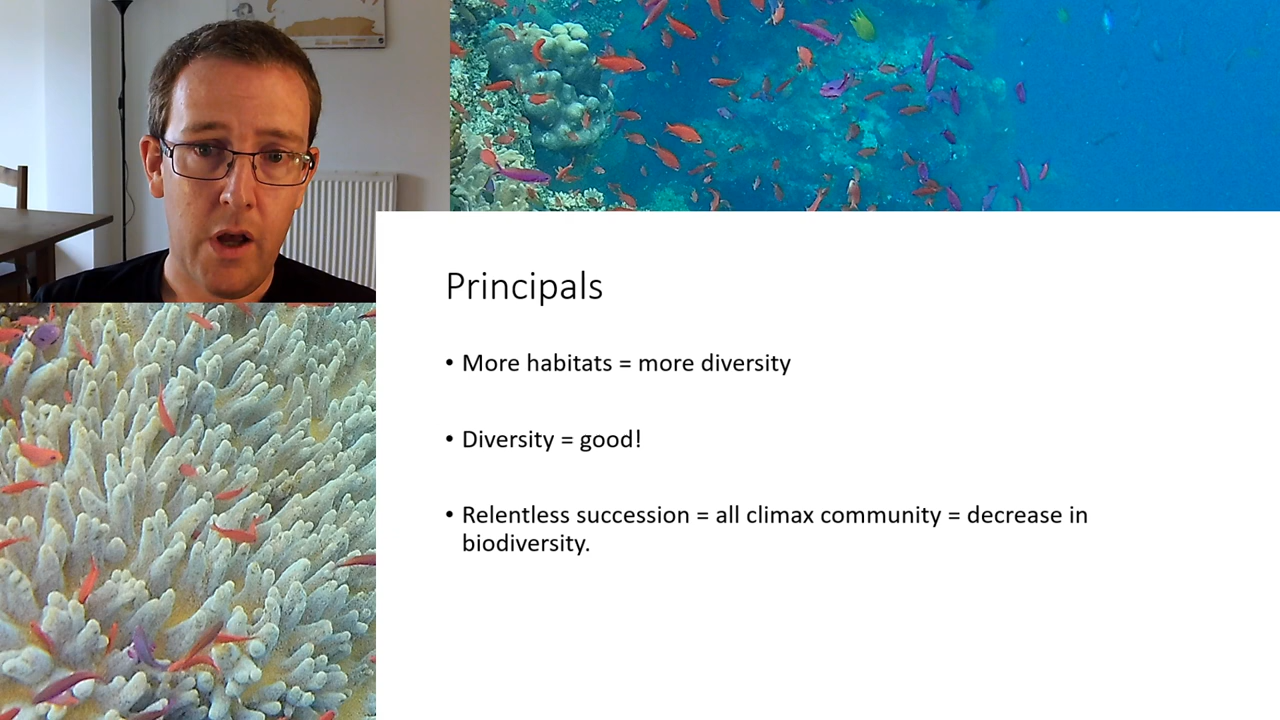 Principals
• More habitats = more diversity
• Diversity = good!
• Relentless succession = all climax community = decrease in
biodiversity.